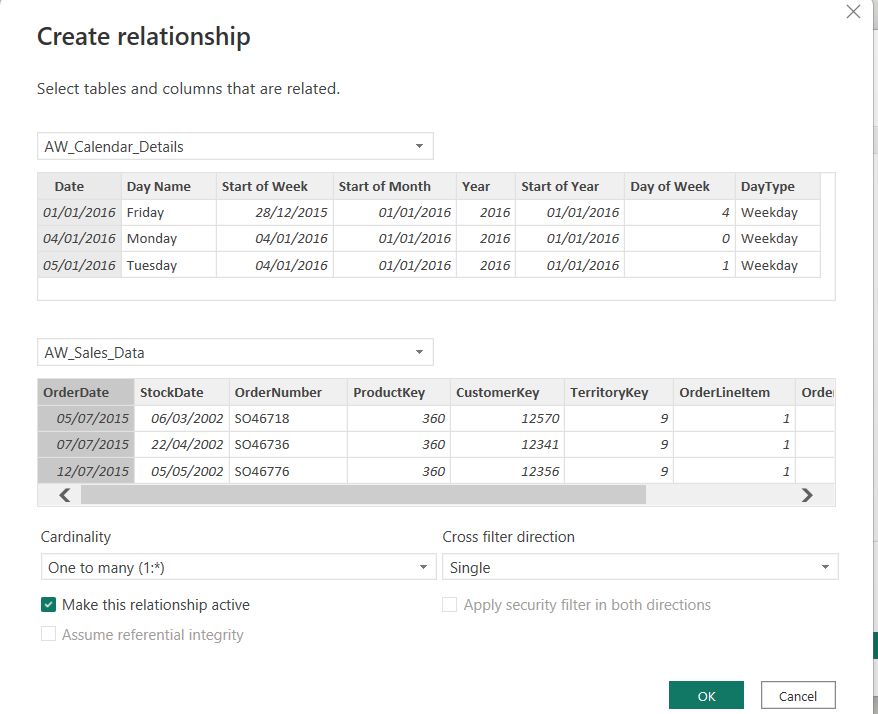 Create relationship
Select tables and columns that are related.
AW_Calendar_Details
Date Day Name Start of Week Start of Month Year Start of Year Day of Week DayType
01/01/2016 Friday 28/12/2015 01/01/2016 2016 01/01/2016 4 Weekday
04/01/2016 Monday 04/01/2016 01/01/2016 2016 01/01/2016 0 Weekday
05/01/2016 Tuesday 04/01/2016 01/01/2016 2016 01/01/2016 1 Weekday
AW_Sales_Data
OrderDate StockDate OrderNumber ProductKey CustomerKey TerritoryKey OrderLineItem Orde
05/07/2015 06/03/2002 SO46718 360 12570 9 1
07/07/2015 22/04/2002 SO46736 360 12341 9 1
12/07/2015 05/05/2002 SO46776 360 12356 9 1
Cardinality Cross filter direction
One to many (1:*) Single
Make this relationship active Apply security filter in both directions
Assume referential integrity
OK Cancel